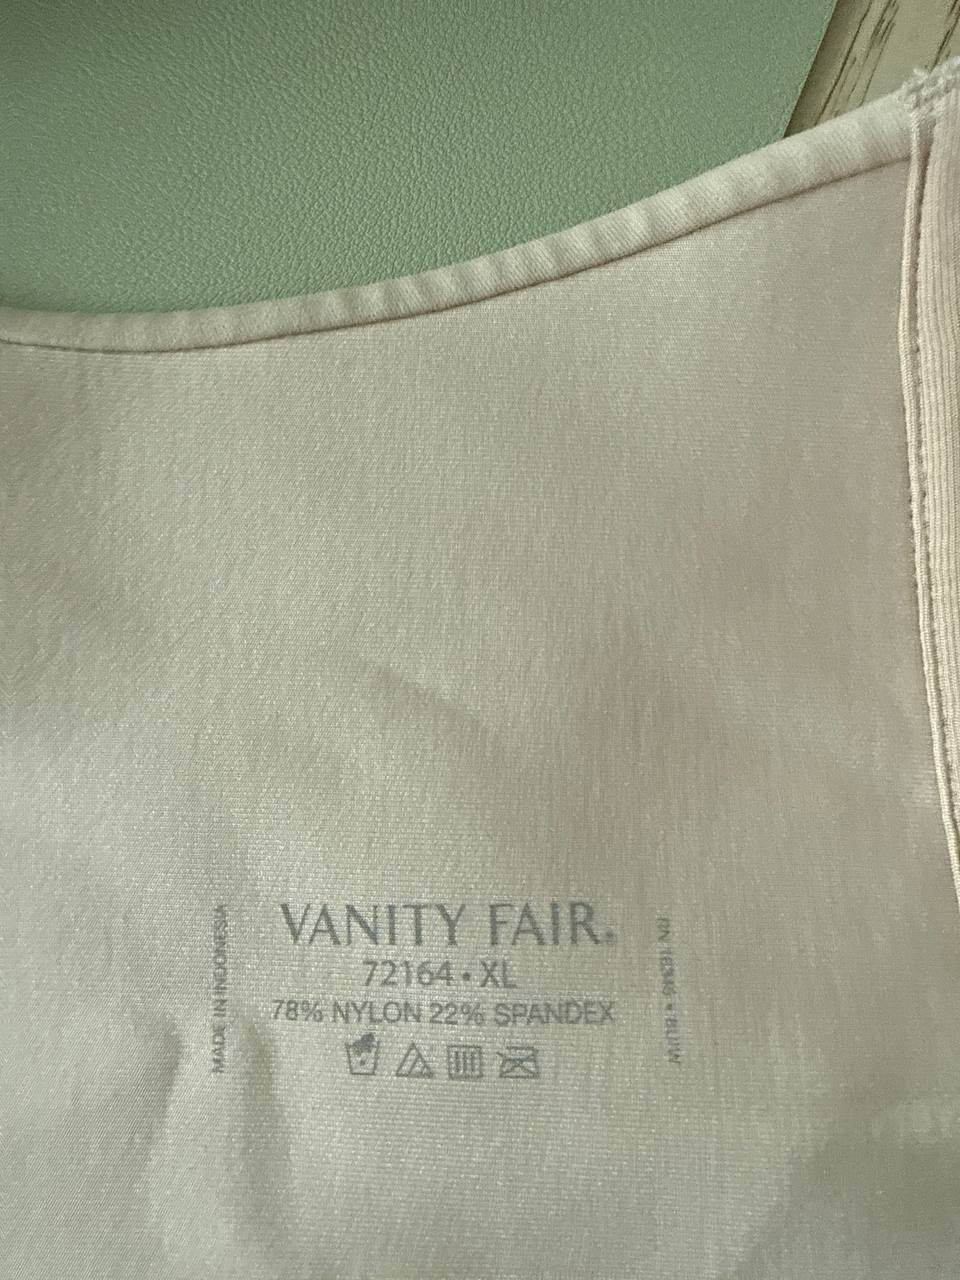 VANITY FAIR.
72164 • XL
78% NYLON 22% SPANDEX
MADE IN INDONESIA